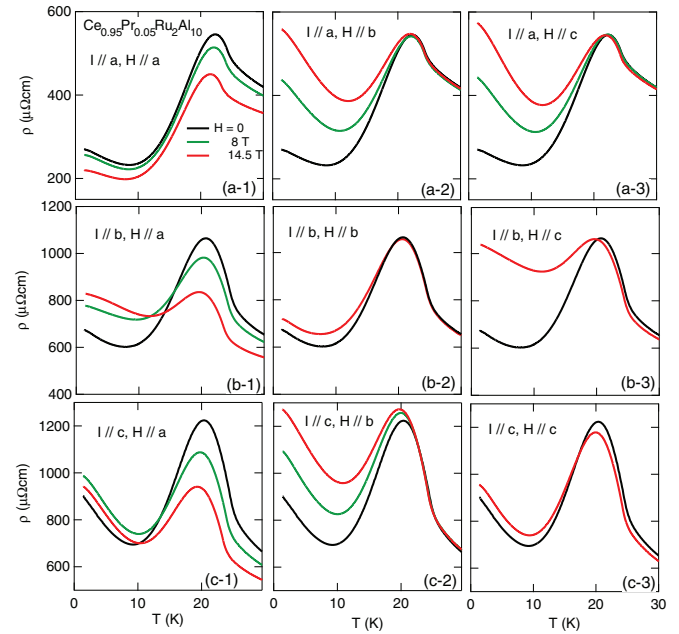 Ce0.95Pr0.05Ru2Al10
I // a, H // a
H = 0
8 T
14.5 T
(a-1)
I // a, H // b
(a-2)
I // a, H // c
(a-3)
600
400
200
ρ (μΩcm)
I // b, H // a
(b-1)
I // b, H // b
(b-2)
I // b, H // c
(b-3)
1200
1000
800
600
400
ρ (μΩcm)
I // c, H // a
(c-1)
I // c, H // b
(c-2)
I // c, H // c
(c-3)
1200
1000
800
600
ρ (μΩcm)
0 10 20 0 10 20 0 10 20 30
T (K) T (K) T (K)